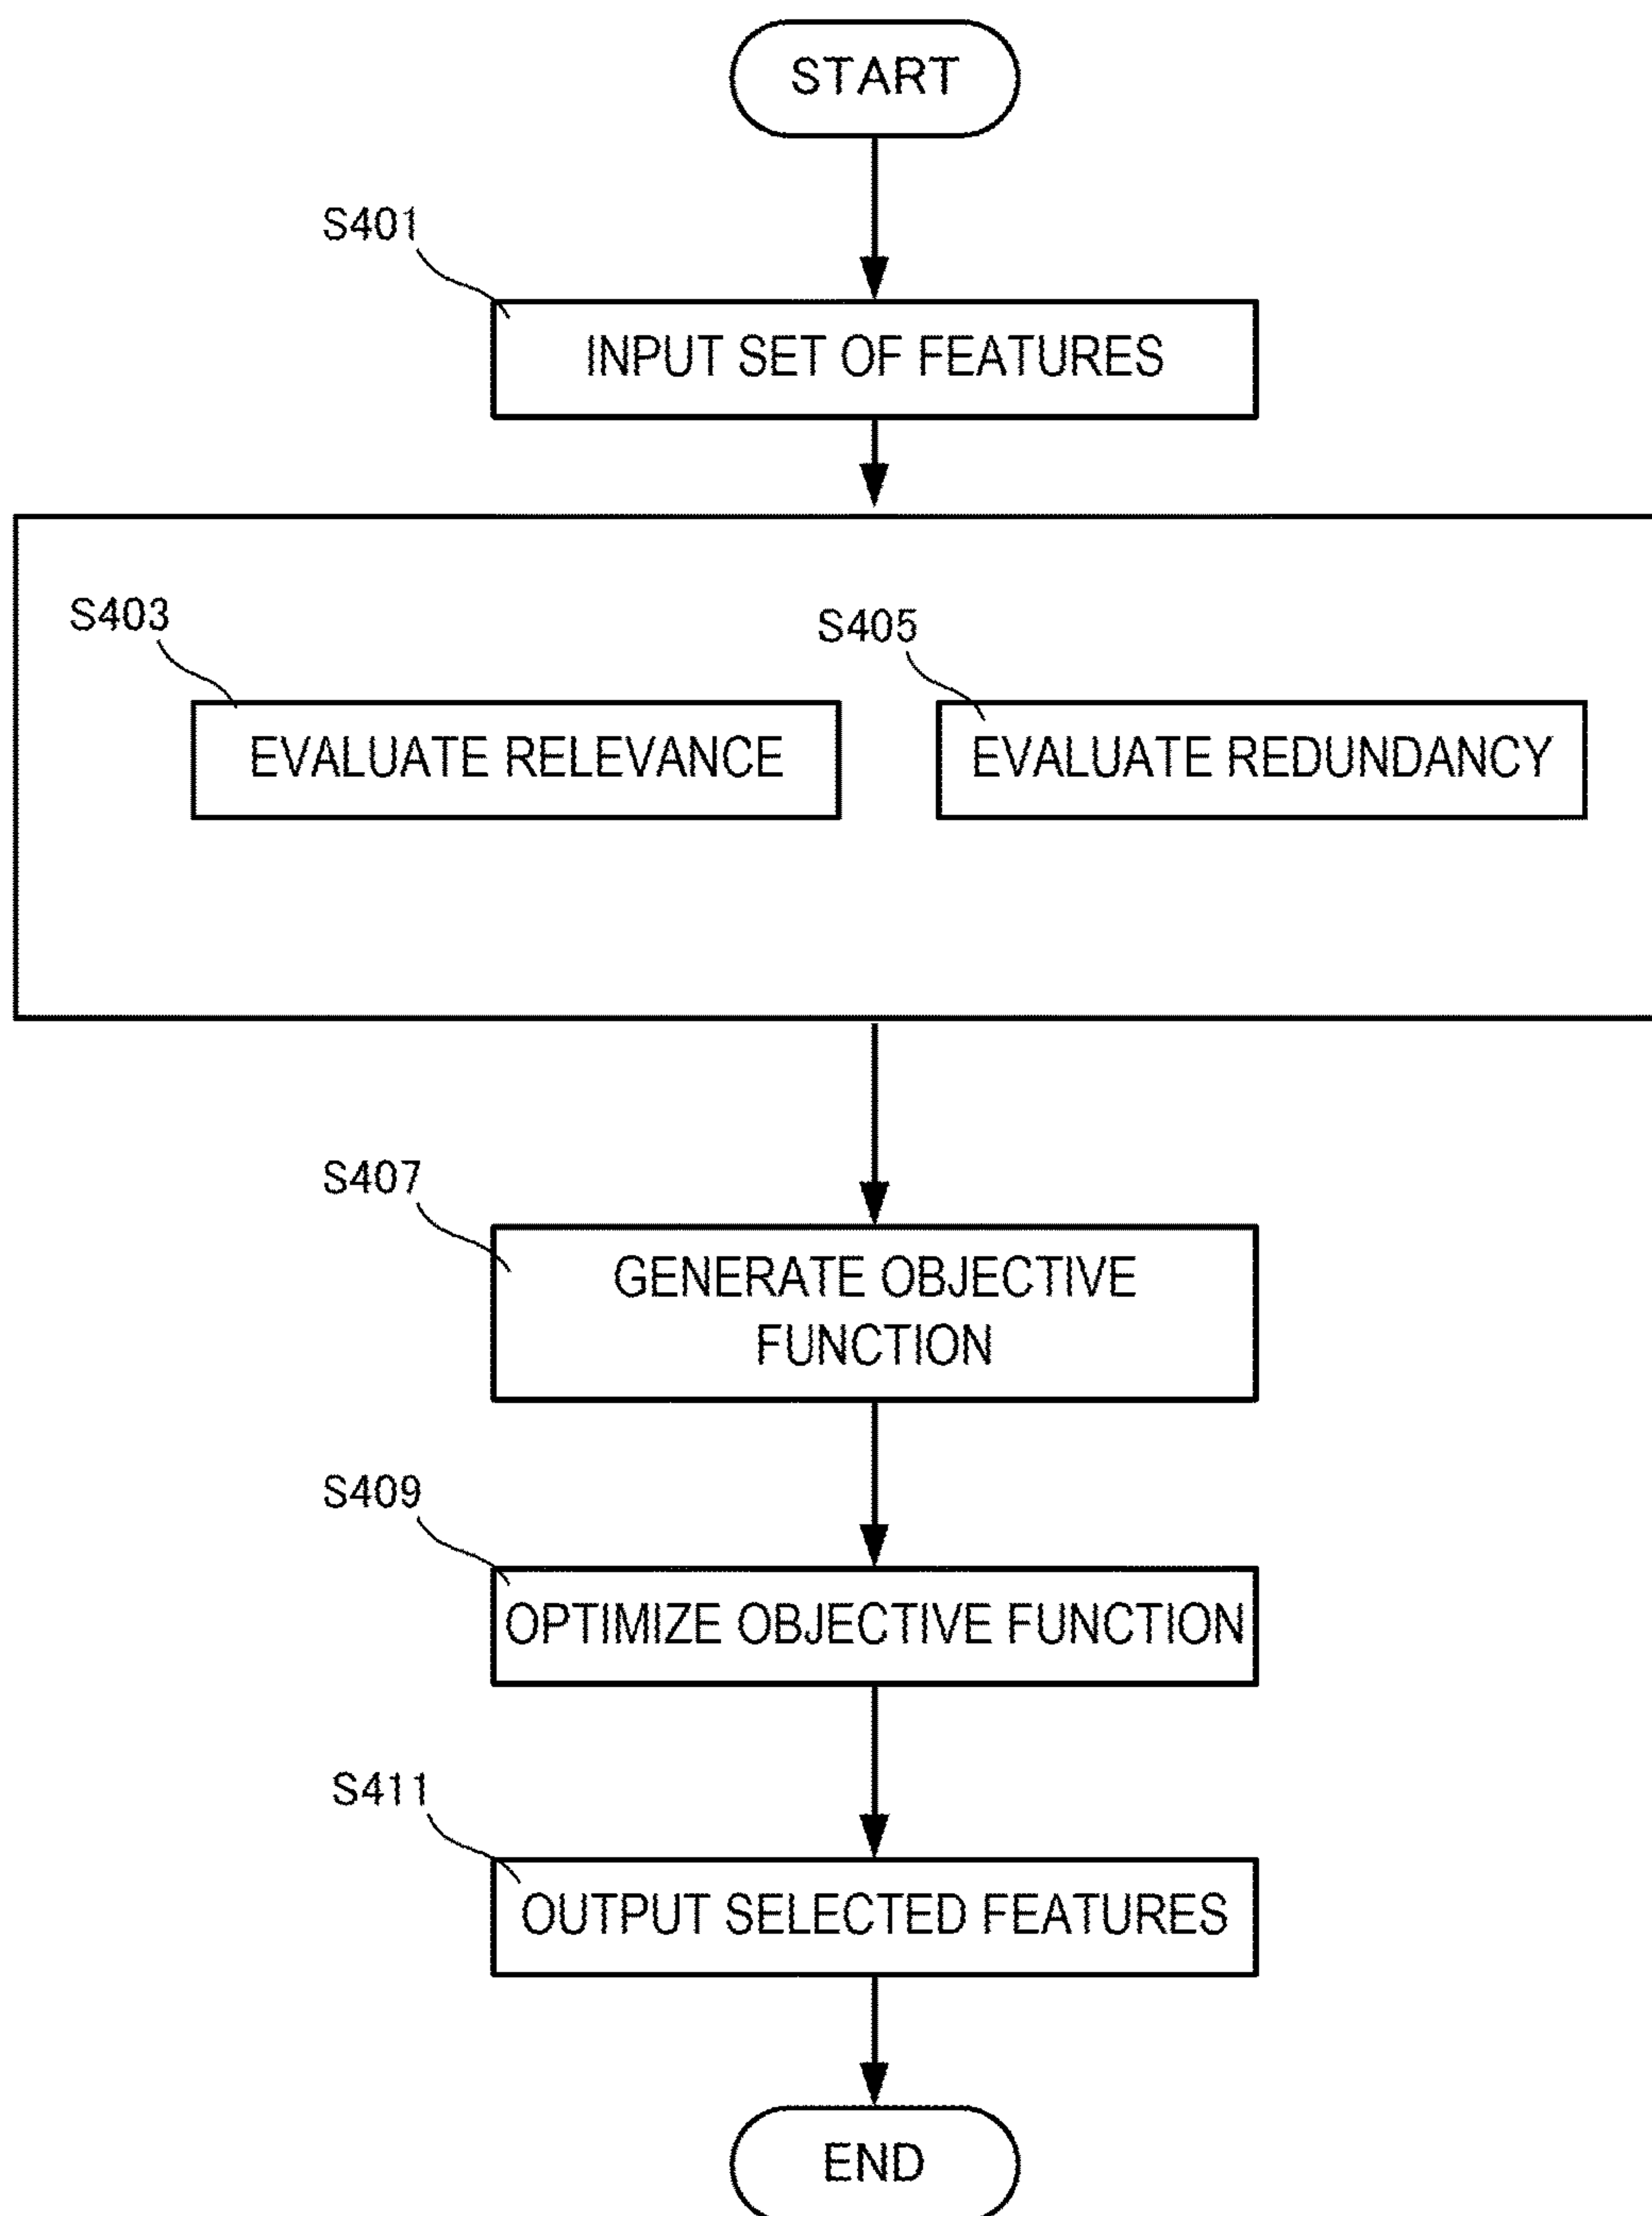 START
S401
INPUT SET OF FEATURES
S403
EVALUATE RELEVANCE
S405
EVALUATE REDUNDANCY
S407
GENERATE OBJECTIVE
FUNCTION
S409
OPTIMIZE OBJECTIVE FUNCTION
S411
OUTPUT SELECTED FEATURES
END